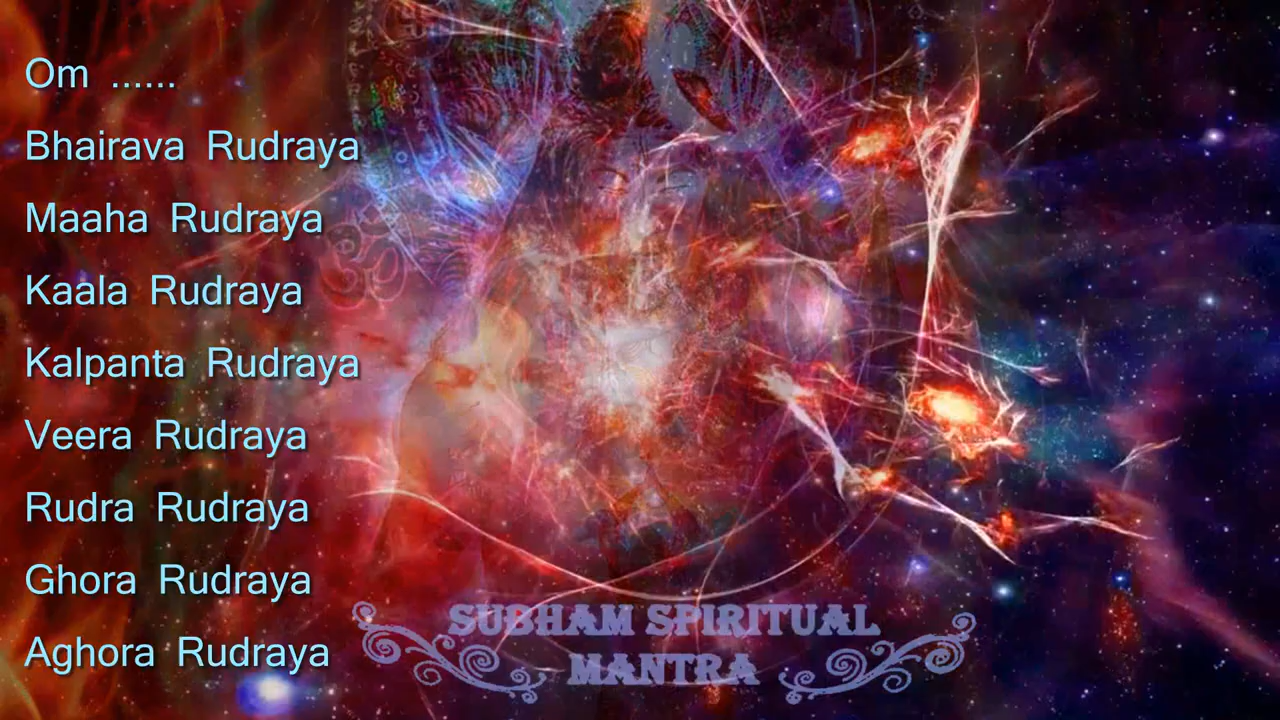 Om ......
Bhairava Rudraya
Maaha Rudraya
Kaala Rudraya
Kalpanta Rudraya
Veera Rudraya
Rudra Rudraya
Ghora Rudraya
Aghora Rudraya
SUBHAM SPIRITUAL
MANTRA